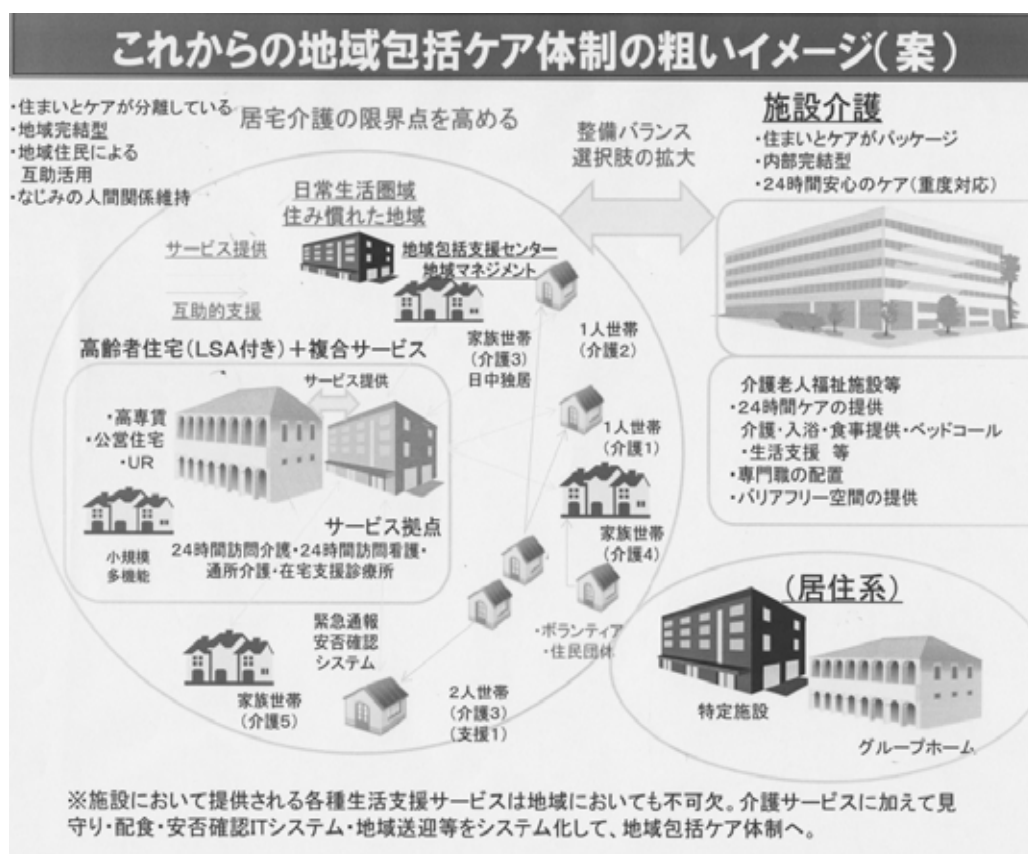 これからの地域包括ケア体制の粗いイメージ(案)
・住まいとケアが分離している
・地域完結型
・地域住民による
互助活用
・なじみの人間関係維持
居宅介護の限界点を高める
整備バランス
選択肢の拡大
施設介護
・住まいとケアがパッケージ
・内部完結型
・24時間安心のケア(重度対応)
日常生活圏域
住み慣れた地域
サービス提供
互助的支援
地域包括支援センター
地域マネジメント
家族世帯
(介護3)
日中独居
1人世帯
(介護2)
高齢者住宅(LSA付き)+複合サービス
サービス提供
・高専賃
・公営住宅
・UR
小規模
多機能
サービス拠点
24時間訪問介護・24時間訪問看護・
通所介護・在宅支援診療所
1人世帯
(介護1)
家族世帯
(介護4)
・ボランティア
・住民団体
緊急通報
安否確認
システム
家族世帯
(介護5)
2人世帯
(介護3)
(支援1)
介護老人福祉施設等
・24時間ケアの提供
介護・入浴・食事提供・ベッドコール
・生活支援 等
・専門職の配置
・バリアフリー空間の提供
(居住系)
特定施設
グループホーム
※施設において提供される各種生活支援サービスは地域においても不可欠。介護サービスに加えて見
守り・配食・安否確認ITシステム・地域送迎等をシステム化して、地域包括ケア体制へ。